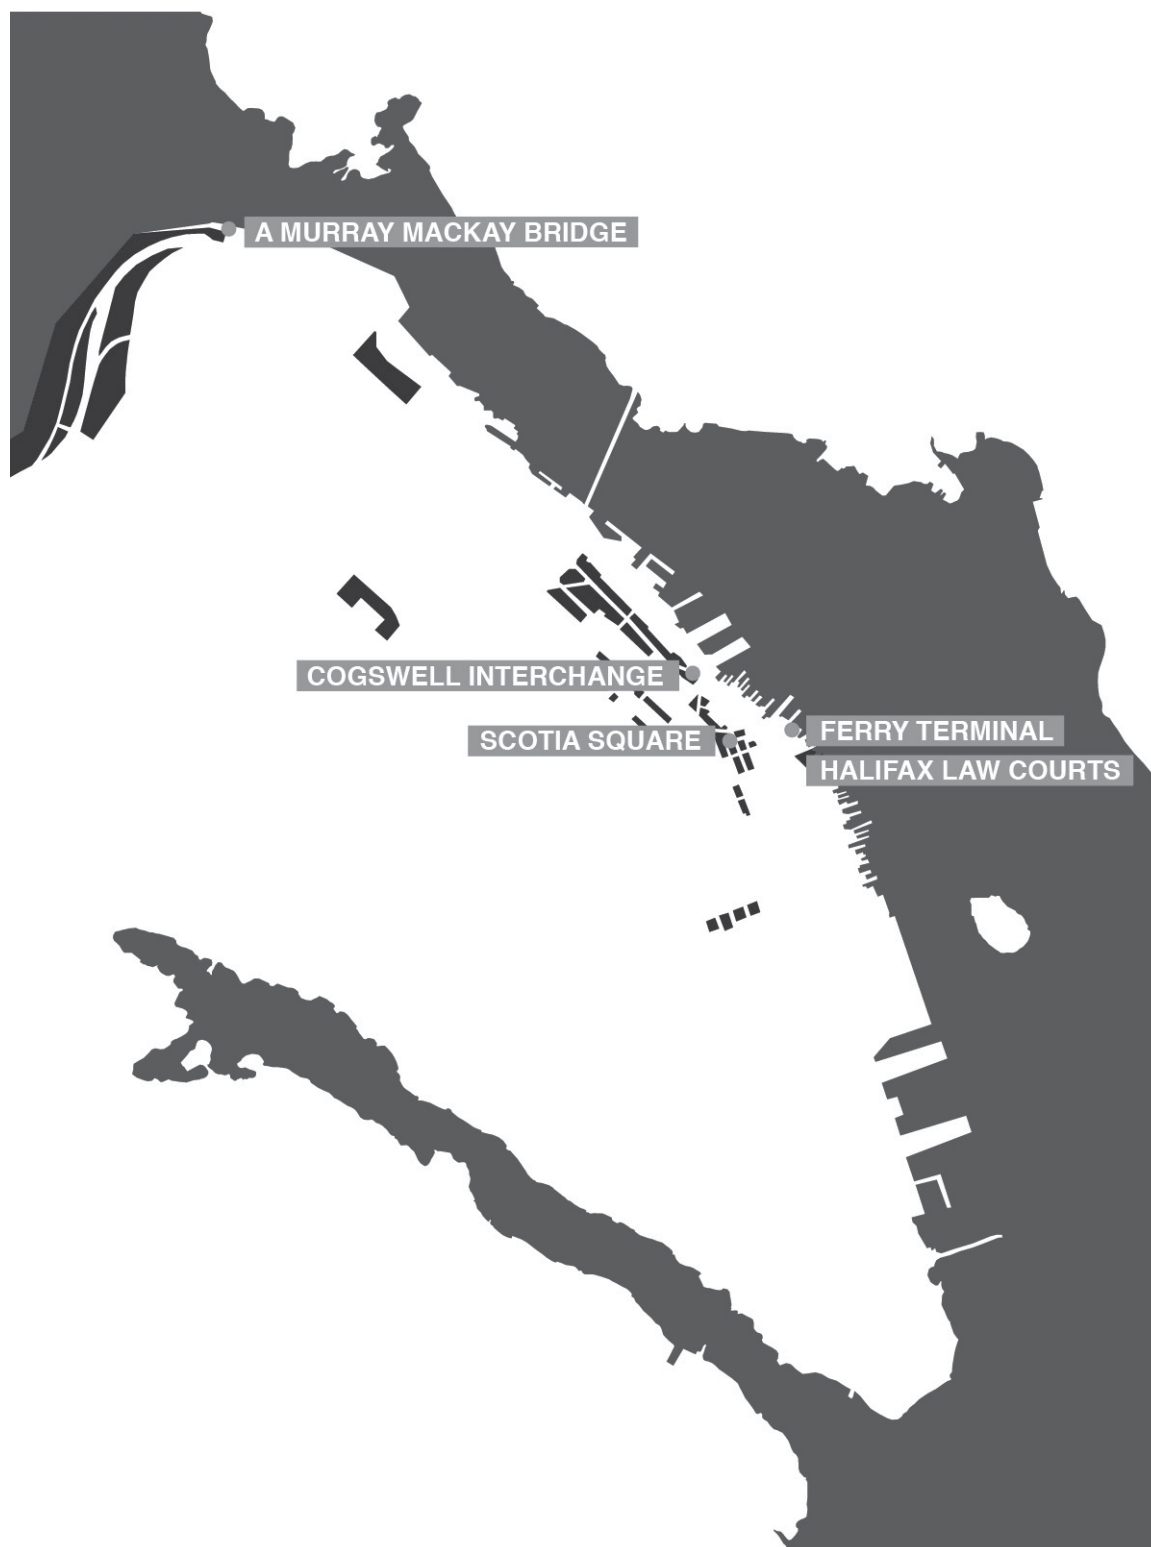 A MURRAY MACKAY BRIDGE
COGSWELL INTERCHANGE
SCOTIA SQUARE
FERRY TERMINAL
HALIFAX LAW COURTS